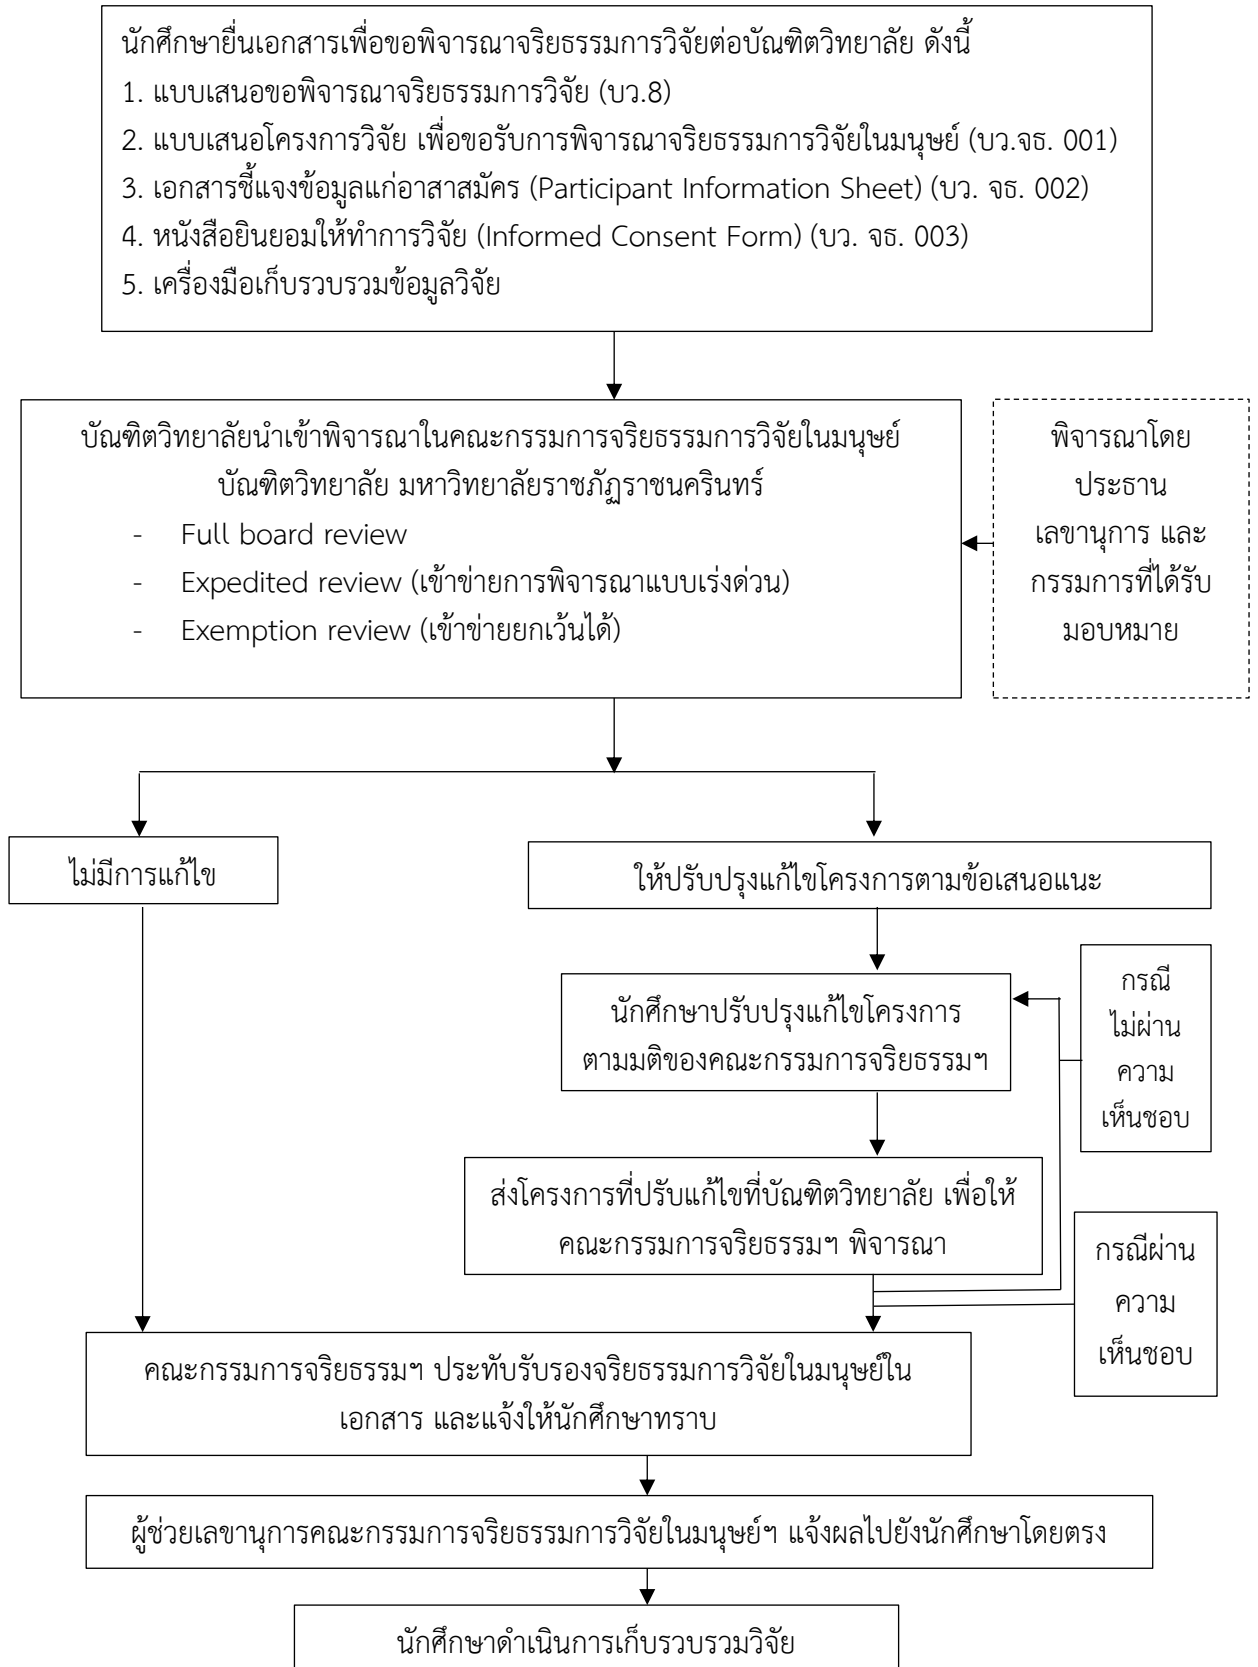 นักศึกษายื่นเอกสารเพื่อขอพิจารณาจริยธรรมการวิจัยต่อบัณฑิตวิทยาลัย ดังนี้
1. แบบเสนอขอพิจารณาจริยธรรมการวิจัย (บว.8)
2. แบบเสนอโครงการวิจัย เพื่อขอรับการพิจารณาจริยธรรมการวิจัยในมนุษย์ (บว.จธ. 001)
3. เอกสารชี้แจงข้อมูลแก่อาสาสมัคร (Participant Information Sheet) (บว. จธ. 002)
4. หนังสือยินยอมให้ทำการวิจัย (Informed Consent Form) (บว. จธ. 003)
5. เครื่องมือเก็บรวบรวมข้อมูลวิจัย
บัณฑิตวิทยาลัยนำเข้าพิจารณาในคณะกรรมการจริยธรรมการวิจัยในมนุษย์
บัณฑิตวิทยาลัย มหาวิทยาลัยราชภัฏราชนครินทร์
- Full board review
- Expedited review (เข้าข่ายการพิจารณาแบบเร่งด่วน)
- Exemption review (เข้าข่ายยกเว้นได้)
พิจารณาโดย
ประธาน
เลขานุการ และ
กรรมการที่ได้รับ
มอบหมาย
ไม่มีการแก้ไข
ให้ปรับปรุงแก้ไขโครงการตามข้อเสนอแนะ
นักศึกษาปรับปรุงแก้ไขโครงการ
ตามมติของคณะกรรมการจริยธรรมฯ
กรณี
ไม่ผ่าน
ความ
เห็นชอบ
ส่งโครงการที่ปรับแก้ไขที่บัณฑิตวิทยาลัย เพื่อให้
คณะกรรมการจริยธรรมฯ พิจารณา
กรณีผ่าน
ความ
เห็นชอบ
คณะกรรมการจริยธรรมฯ ประทับรับรองจริยธรรมการวิจัยในมนุษย์ใน
เอกสาร และแจ้งให้นักศึกษาทราบ
ผู้ช่วยเลขานุการคณะกรรมการจริยธรรมการวิจัยในมนุษย์ฯ แจ้งผลไปยังนักศึกษาโดยตรง
นักศึกษาดำเนินการเก็บรวบรวมวิจัย